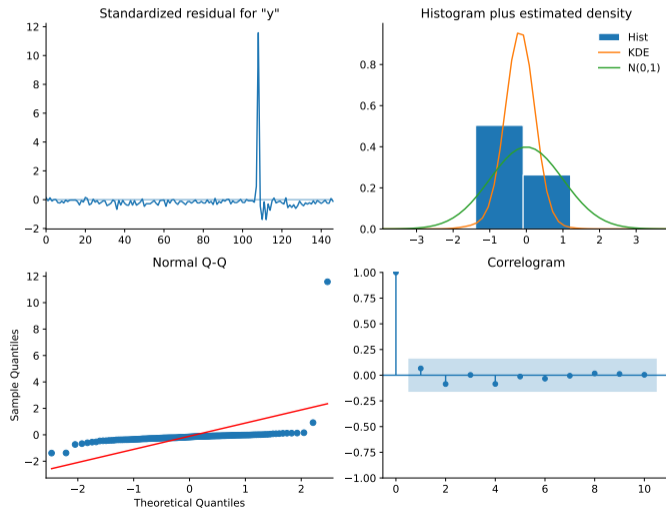 Standardized residual for "y"
12
10
8
6
4
2
0
−2
0 20 40 60 80 100 120 140
Histogram plus estimated density
Hist
KDE
N(0,1)
0.8
0.6
0.4
0.2
0.0
−3 −2 −1 0 1 2 3
Normal Q-Q
12
10
8
6
4
2
0
−2
Sample Quantiles
−2 −1 0 1 2
Theoretical Quantiles
Correlogram
1.00
0.75
0.50
0.25
0.00
−0.25
−0.50
−0.75
−1.00
0 2 4 6 8 10